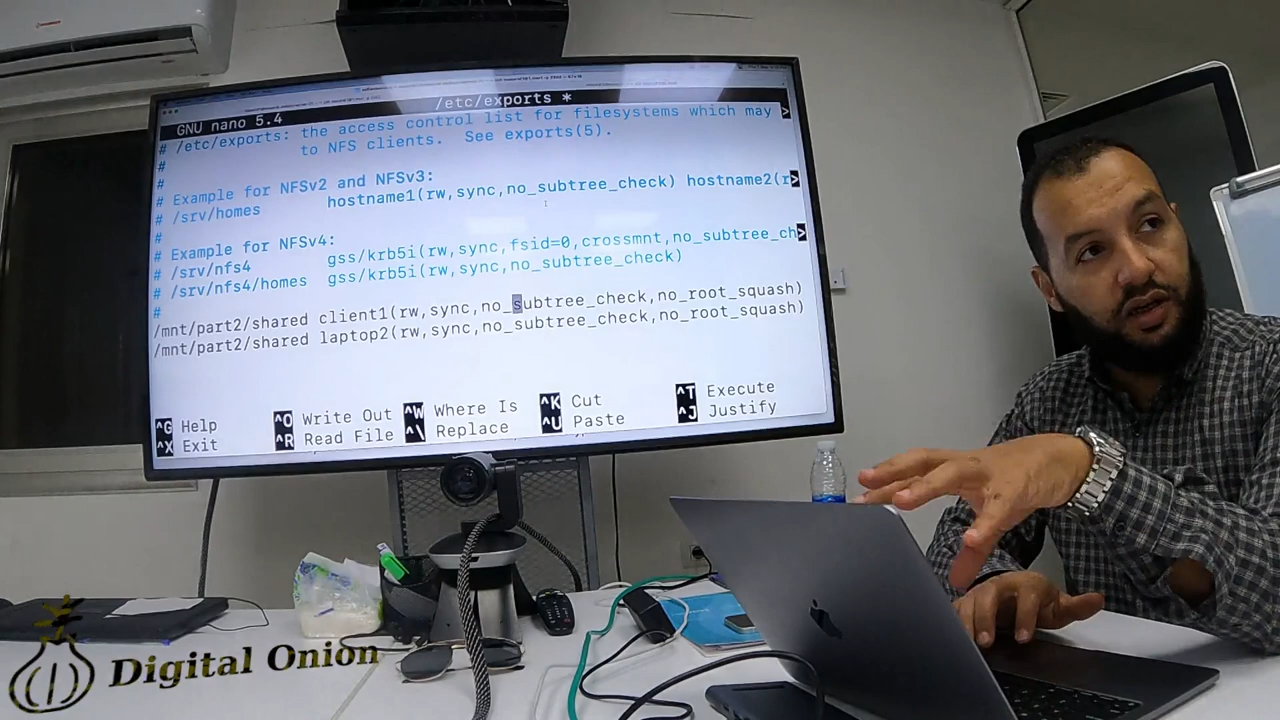 GNU nano 5.4 /etc/exports *
# /etc/exports: the access control list for filesystems which may >
# to NFS clients. See exports(5).
#
# Example for NFSv2 and NFSv3:
# /srv/homes hostname1(rw,sync,no_subtree_check) hostname2(r>
#
# Example for NFSv4:
# /srv/nfs4 gss/krb5i(rw,sync,fsid=0,crossmnt,no_subtree_ch>
# /srv/nfs4/homes gss/krb5i(rw,sync,no_subtree_check)
#
/mnt/part2/shared client1(rw,sync,no_subtree_check,no_root_squash)
/mnt/part2/shared laptop2(rw,sync,no_subtree_check,no_root_squash)
^G Help ^O Write Out ^W Where Is ^K Cut ^T Execute
^X Exit ^R Read File ^\ Replace ^U Paste ^J Justify
Digital Onion